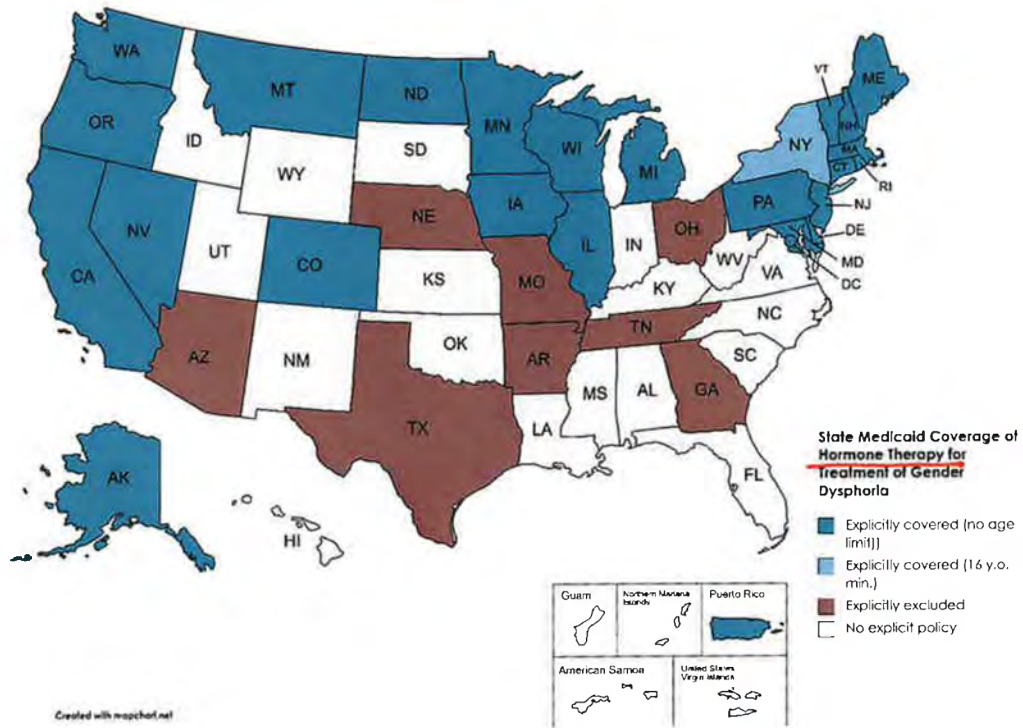 WA
MT
ND
MN
VT
ME
OR
ID
SD
WI
MI
NY
NH
MA
CT
RI
WY
IA
PA
NJ
NE
OH
DE
NV
UT
CO
IL
IN
MD
CA
KS
MO
WV
VA
DC
KY
NC
TN
AZ
NM
OK
AR
SC
MS
AL
GA
TX
LA
FL
AK
HI
State Medicaid Coverage of
Hormone Therapy for
Treatment of Gender
Dysphoria
Explicitly covered (no age
limit))
Explicitly covered (16 y.o.
min.)
Explicitly excluded
No explicit policy
Guam
Northern Mariana
Islands
Puerto Rico
American Samoa
United States
Virgin Islands
Created with mapchart.net